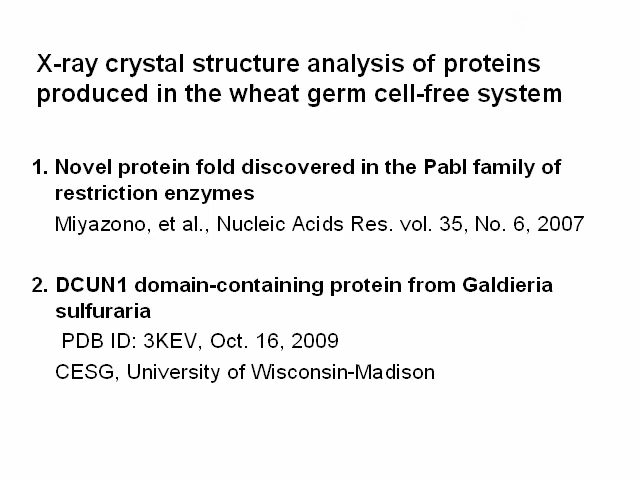 X-ray crystal structure analysis of proteins
produced in the wheat germ cell-free system
1. Novel protein fold discovered in the PabI family of
restriction enzymes
Miyazono, et al., Nucleic Acids Res. vol. 35, No. 6, 2007
2. DCUN1 domain-containing protein from Galdieria
sulfuraria
PDB ID: 3KEV, Oct. 16, 2009
CESG, University of Wisconsin-Madison